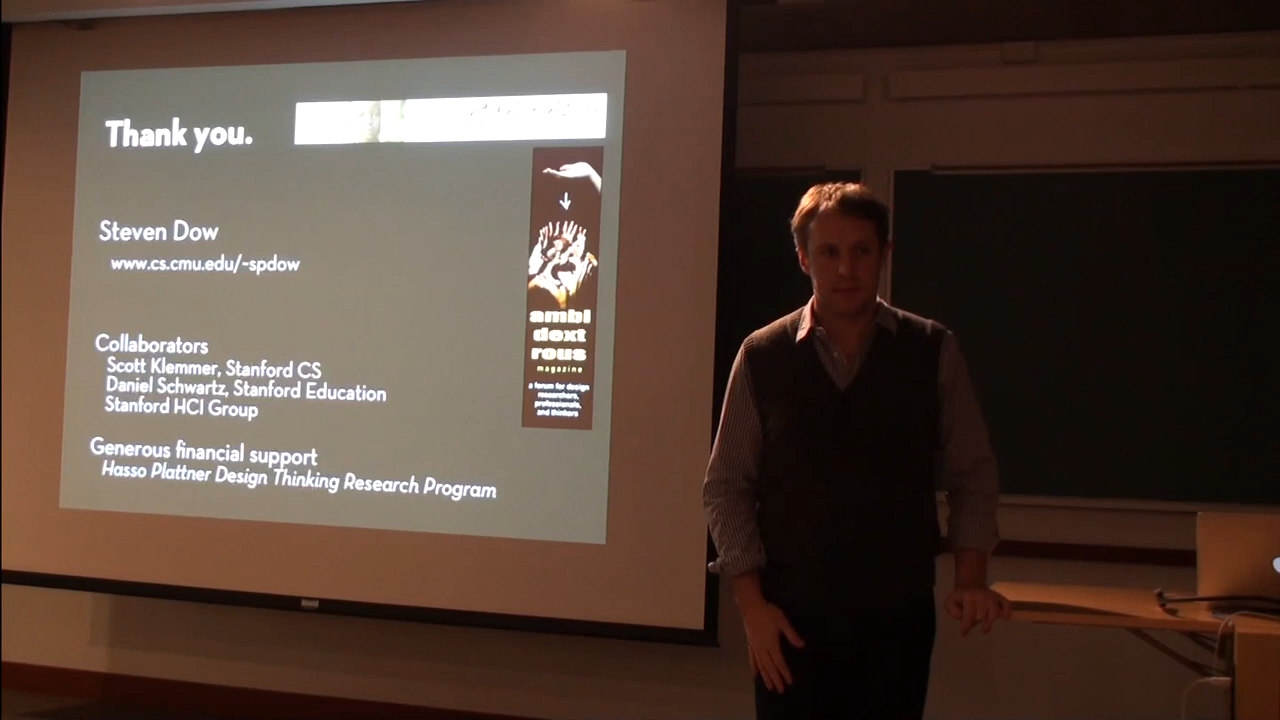 Thank you.
Steven Dow
www.cs.cmu.edu/~spdow
Collaborators
Scott Klemmer, Stanford CS
Daniel Schwartz, Stanford Education
Stanford HCI Group
Generous financial support
Hasso Plattner Design Thinking Research Program
ambi
dext
rous
magazine
a forum for design
researchers,
professionals,
and thinkers